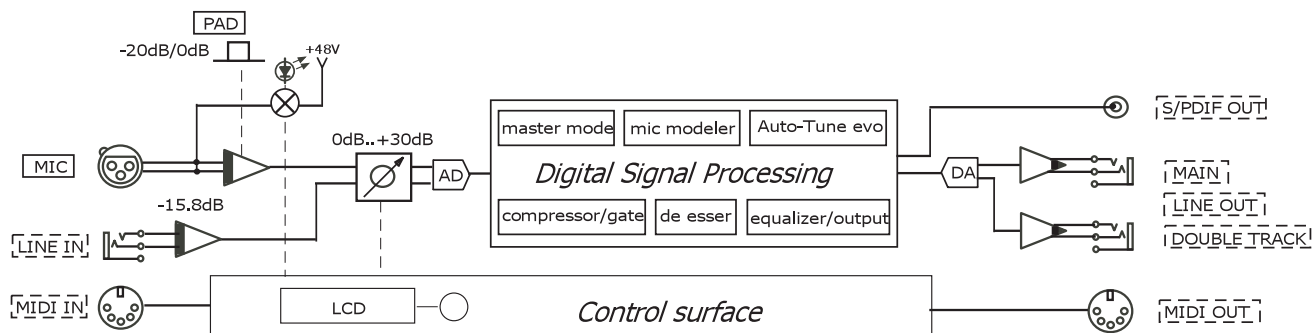 PAD
-20dB/0dB
+48V
0dB..+30dB
MIC
-15.8dB
LINE IN
MIDI IN
AD
master mode
mic modeler
Auto-Tune evo
Digital Signal Processing
compressor/gate
de esser
equalizer/output
DA
S/PDIF OUT
MAIN
LINE OUT
DOUBLE TRACK
LCD
Control surface
MIDI OUT